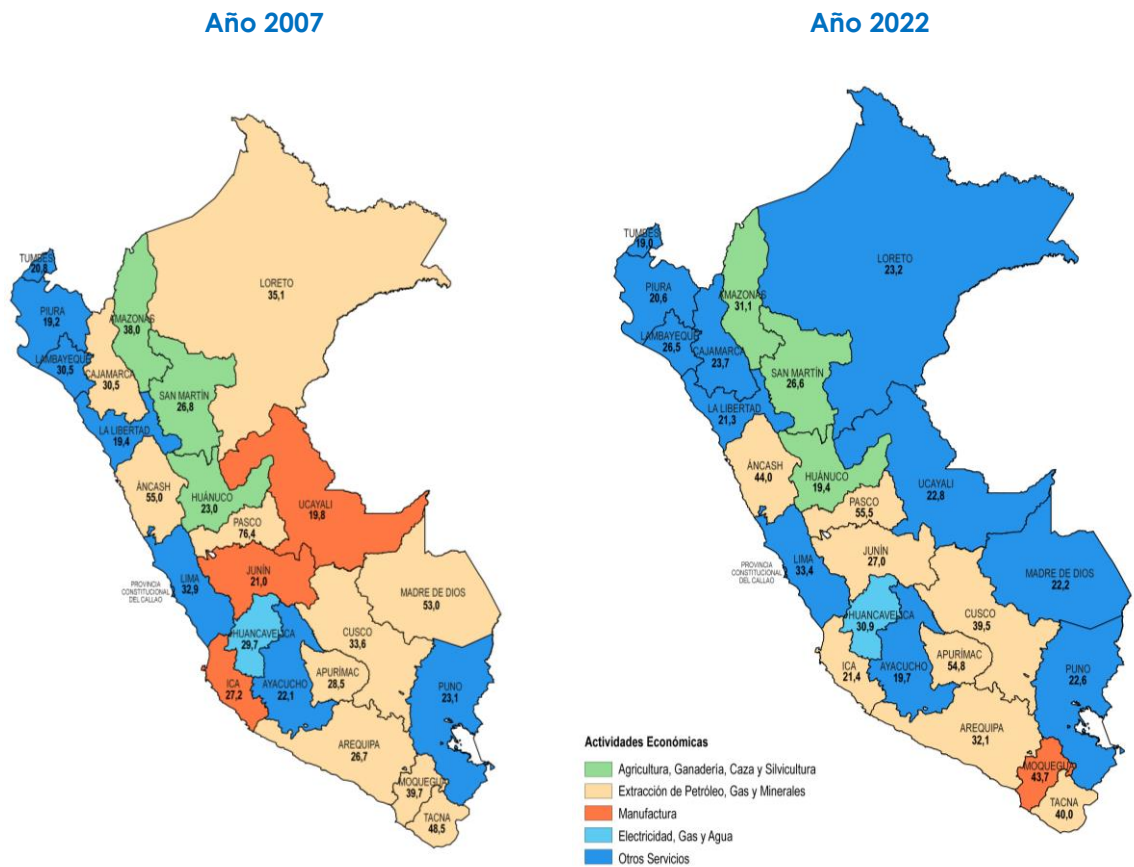 Año 2007
TUMBES
20,8
PIURA
19,2
LAMBAYEQUE
30,5
CAJAMARCA
30,5
AMAZONAS
38,0
LORETO
35,1
SAN MARTÍN
26,8
LA LIBERTAD
19,4
ÁNCASH
55,0
HUÁNUCO
23,0
UCAYALI
19,8
PASCO
76,4
JUNÍN
21,0
LIMA
32,9
PROVINCIA
CONSTITUCIONAL
DEL CALLAO
MADRE DE DIOS
53,0
HUANCAVELICA
29,7
CUSCO
33,6
ICA
27,2
AYACUCHO
22,1
APURÍMAC
28,5
PUNO
23,1
AREQUIPA
26,7
MOQUEGUA
39,7
TACNA
48,5
Año 2022
TUMBES
19,0
PIURA
20,6
LAMBAYEQUE
26,5
CAJAMARCA
23,7
AMAZONAS
31,1
LORETO
23,2
SAN MARTÍN
26,6
LA LIBERTAD
21,3
ÁNCASH
44,0
HUÁNUCO
19,4
UCAYALI
22,8
PASCO
55,5
JUNÍN
27,0
LIMA
33,4
PROVINCIA
CONSTITUCIONAL
DEL CALLAO
MADRE DE DIOS
22,2
HUANCAVELICA
30,9
CUSCO
39,5
ICA
21,4
AYACUCHO
19,7
APURÍMAC
54,8
PUNO
22,6
AREQUIPA
32,1
MOQUEGUA
43,7
TACNA
40,0
Actividades Económicas
Agricultura, Ganadería, Caza y Silvicultura
Extracción de Petróleo, Gas y Minerales
Manufactura
Electricidad, Gas y Agua
Otros Servicios